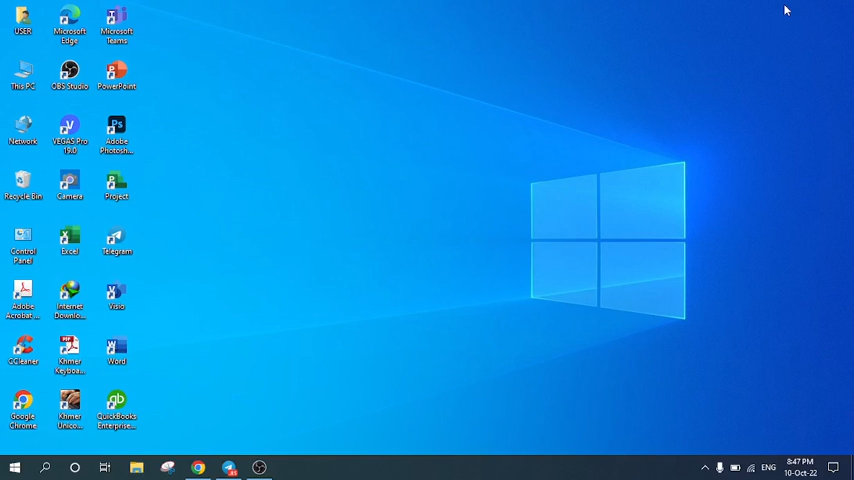 USER
Microsoft
Edge
Microsoft
Teams
This PC
OBS Studio
PowerPoint
Network
VEGAS Pro
19.0
Adobe
Photosh...
Recycle Bin
Camera
Project
Control
Panel
Excel
Telegram
Adobe
Acrobat ...
Internet
Downlo...
Visio
CCleaner
Khmer
Keyboa...
Word
Google
Chrome
Khmer
Unico...
QuickBooks
Enterprise...
ENG
8:47 PM
10-Oct-22